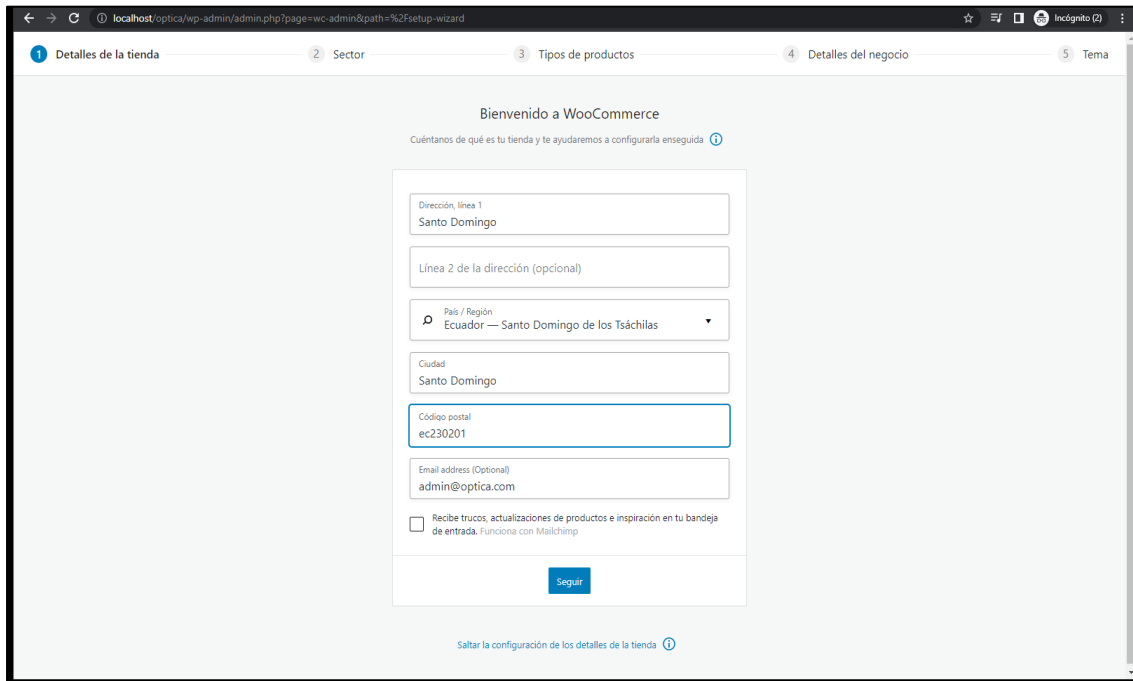 localhost/optica/wp-admin/admin.php?page=wc-admin&path=%2Fsetup-wizard
Incógnito (2)
1 Detalles de la tienda
2 Sector
3 Tipos de productos
4 Detalles del negocio
5 Tema
Bienvenido a WooCommerce
Cuéntanos de qué es tu tienda y te ayudaremos a configurarla enseguida
Dirección, línea 1
Santo Domingo
Línea 2 de la dirección (opcional)
País / Región
Ecuador — Santo Domingo de los Tsáchilas
Ciudad
Santo Domingo
Código postal
ec230201
Email address (Optional)
admin@optica.com
Recibe trucos, actualizaciones de productos e inspiración en tu bandeja
de entrada. Funciona con Mailchimp
Seguir
Saltar la configuración de los detalles de la tienda